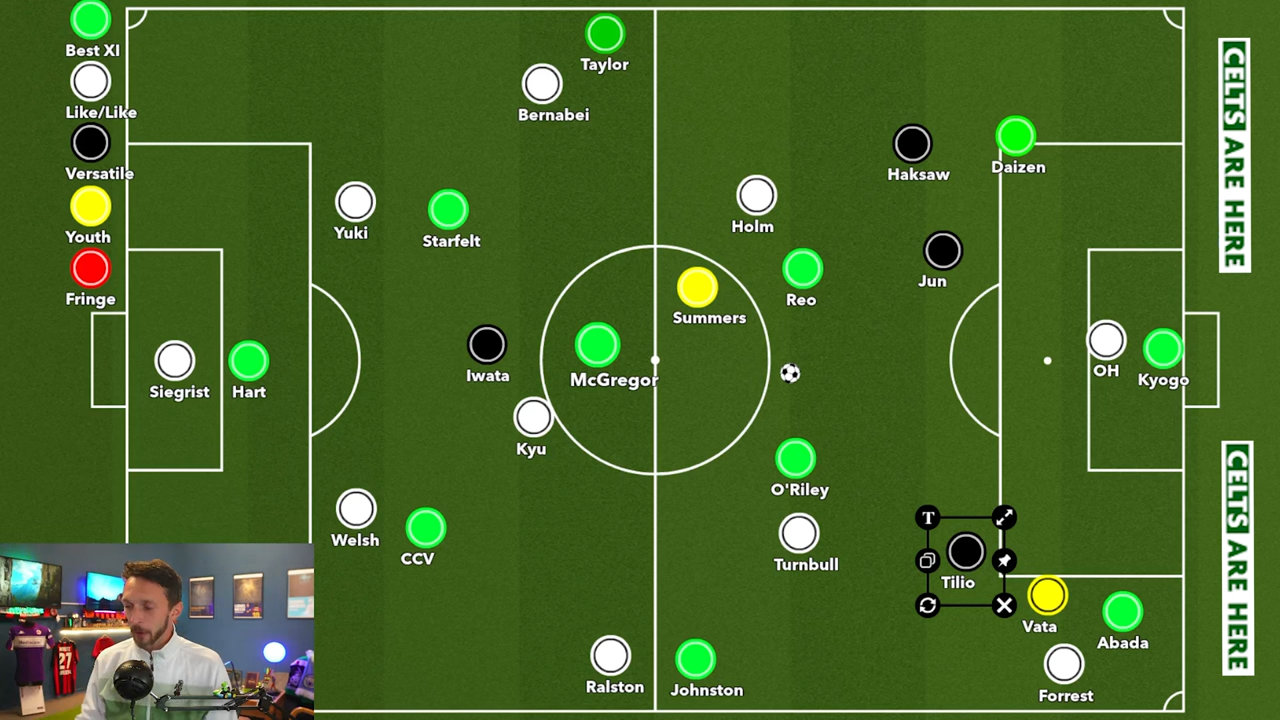 Best XI
Like/Like
Versatile
Youth
Fringe
Taylor
Bernabei
Haksaw
Daizen
Yuki
Starfelt
Holm
Jun
Reo
Summers
Siegrist
Hart
Iwata
McGregor
OH
Kyogo
Kyu
O'Riley
Welsh
CCV
Turnbull
T
Tilio
Vata
Abada
Ralston
Johnston
Forrest
CELTS ARE HERE
CELTS ARE HERE
27